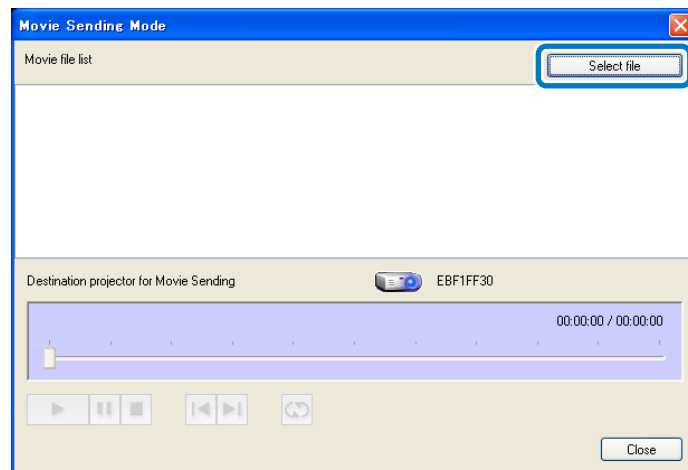 Movie Sending Mode
Movie file list
Select file
Destination projector for Movie Sending
EBF1FF30
00:00:00 / 00:00:00
Close